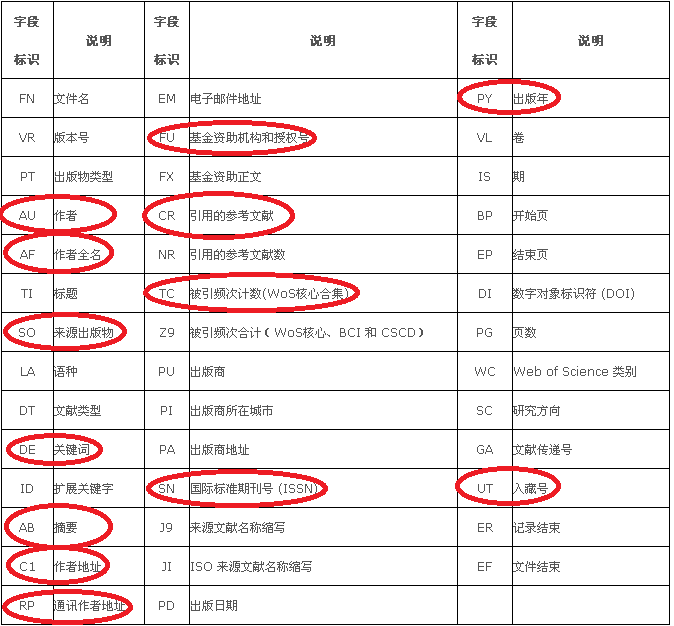 字段标识 说明 字段标识 说明 字段标识 说明
FN 文件名 EM 电子邮件地址 PY 出版年
VR 版本号 FU 基金资助机构和授权号 VL 卷
PT 出版物类型 FX 基金资助正文 IS 期
AU 作者 CR 引用的参考文献 BP 开始页
AF 作者全名 NR 引用的参考文献数 EP 结束页
TI 标题 TC 被引频次计数(WoS核心合集) DI 数字对象标识符 (DOI)
SO 来源出版物 Z9 被引频次合计 ( WoS核心、BCI 和 CSCD ) PG 页数
LA 语种 PU 出版商 WC Web of Science 类别
DT 文献类型 PI 出版商所在城市 SC 研究方向
DE 关键词 PA 出版商地址 GA 文献传递号
ID 扩展关键字 SN 国际标准期刊号 (ISSN) UT 入藏号
AB 摘要 J9 来源文献名称缩写 ER 记录结束
C1 作者地址 JI ISO 来源文献名称缩写 EF 文件结束
RP 通讯作者地址 PD 出版日期